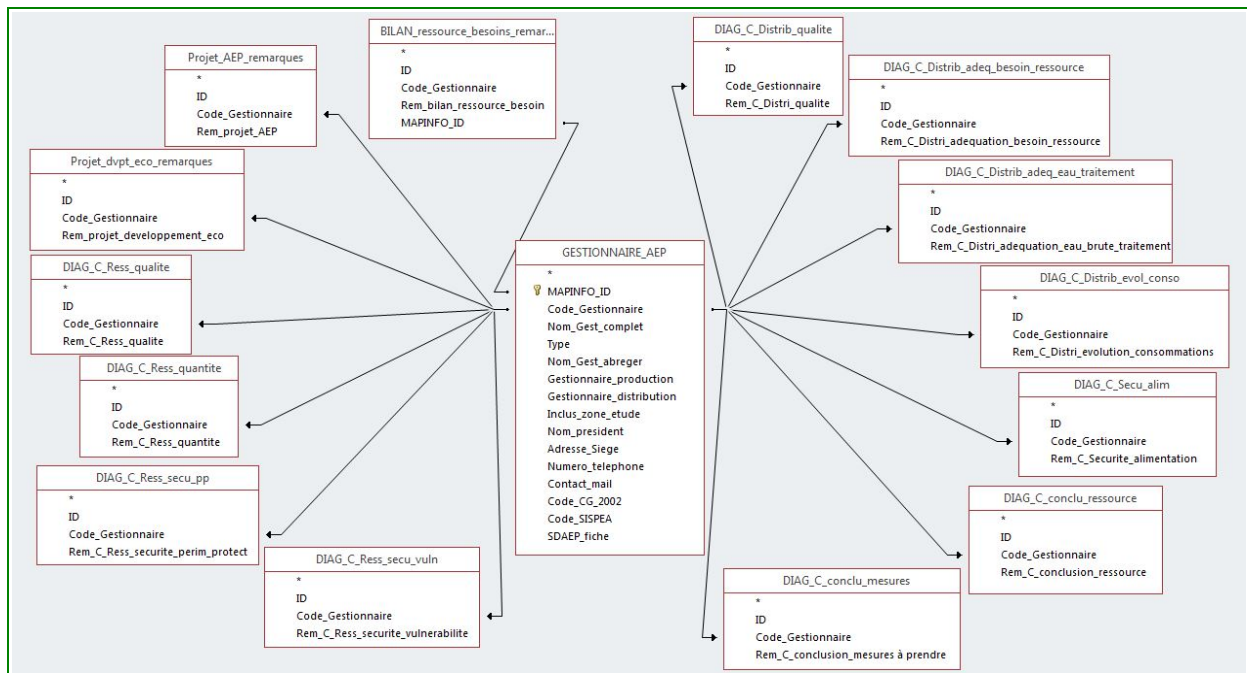 BILAN_ressource_besoins_remar...
*
ID
Code_Gestionnaire
Rem_bilan_ressource_besoin
MAPINFO_ID
DIAG_C_Distrib_qualite
*
ID
Code_Gestionnaire
Rem_C_Distri_qualite
Projet_AEP_remarques
*
ID
Code_Gestionnaire
Rem_projet_AEP
DIAG_C_Distrib_adeq_besoin_ressource
*
ID
Code_Gestionnaire
Rem_C_Distri_adequation_besoin_ressource
Projet_dvpt_eco_remarques
*
ID
Code_Gestionnaire
Rem_projet_developpement_eco
DIAG_C_Distrib_adeq_eau_traitement
*
ID
Code_Gestionnaire
Rem_C_Distri_adequation_eau_brute_traitement
DIAG_C_Ress_qualite
*
ID
Code_Gestionnaire
Rem_C_Ress_qualite
GESTIONNAIRE_AEP
*
MAPINFO_ID
Code_Gestionnaire
Nom_Gest_complet
Type
Nom_Gest_abreger
Gestionnaire_production
Gestionnaire_distribution
Inclus_zone_etude
Nom_president
Adresse_Siege
Numero_telephone
Contact_mail
Code_CG_2002
Code_SISPEA
SDAEP_fiche
DIAG_C_Distrib_evol_conso
*
ID
Code_Gestionnaire
Rem_C_Distri_evolution_consommations
DIAG_C_Ress_quantite
*
ID
Code_Gestionnaire
Rem_C_Ress_quantite
DIAG_C_Secu_alim
*
ID
Code_Gestionnaire
Rem_C_Securite_alimentation
DIAG_C_Ress_secu_pp
*
ID
Code_Gestionnaire
Rem_C_Ress_securite_perim_protect
DIAG_C_conclu_ressource
*
ID
Code_Gestionnaire
Rem_C_conclusion_ressource
DIAG_C_Ress_secu_vuln
*
ID
Code_Gestionnaire
Rem_C_Ress_securite_vulnerabilite
DIAG_C_conclu_mesures
*
ID
Code_Gestionnaire
Rem_C_conclusion_mesures à prendre